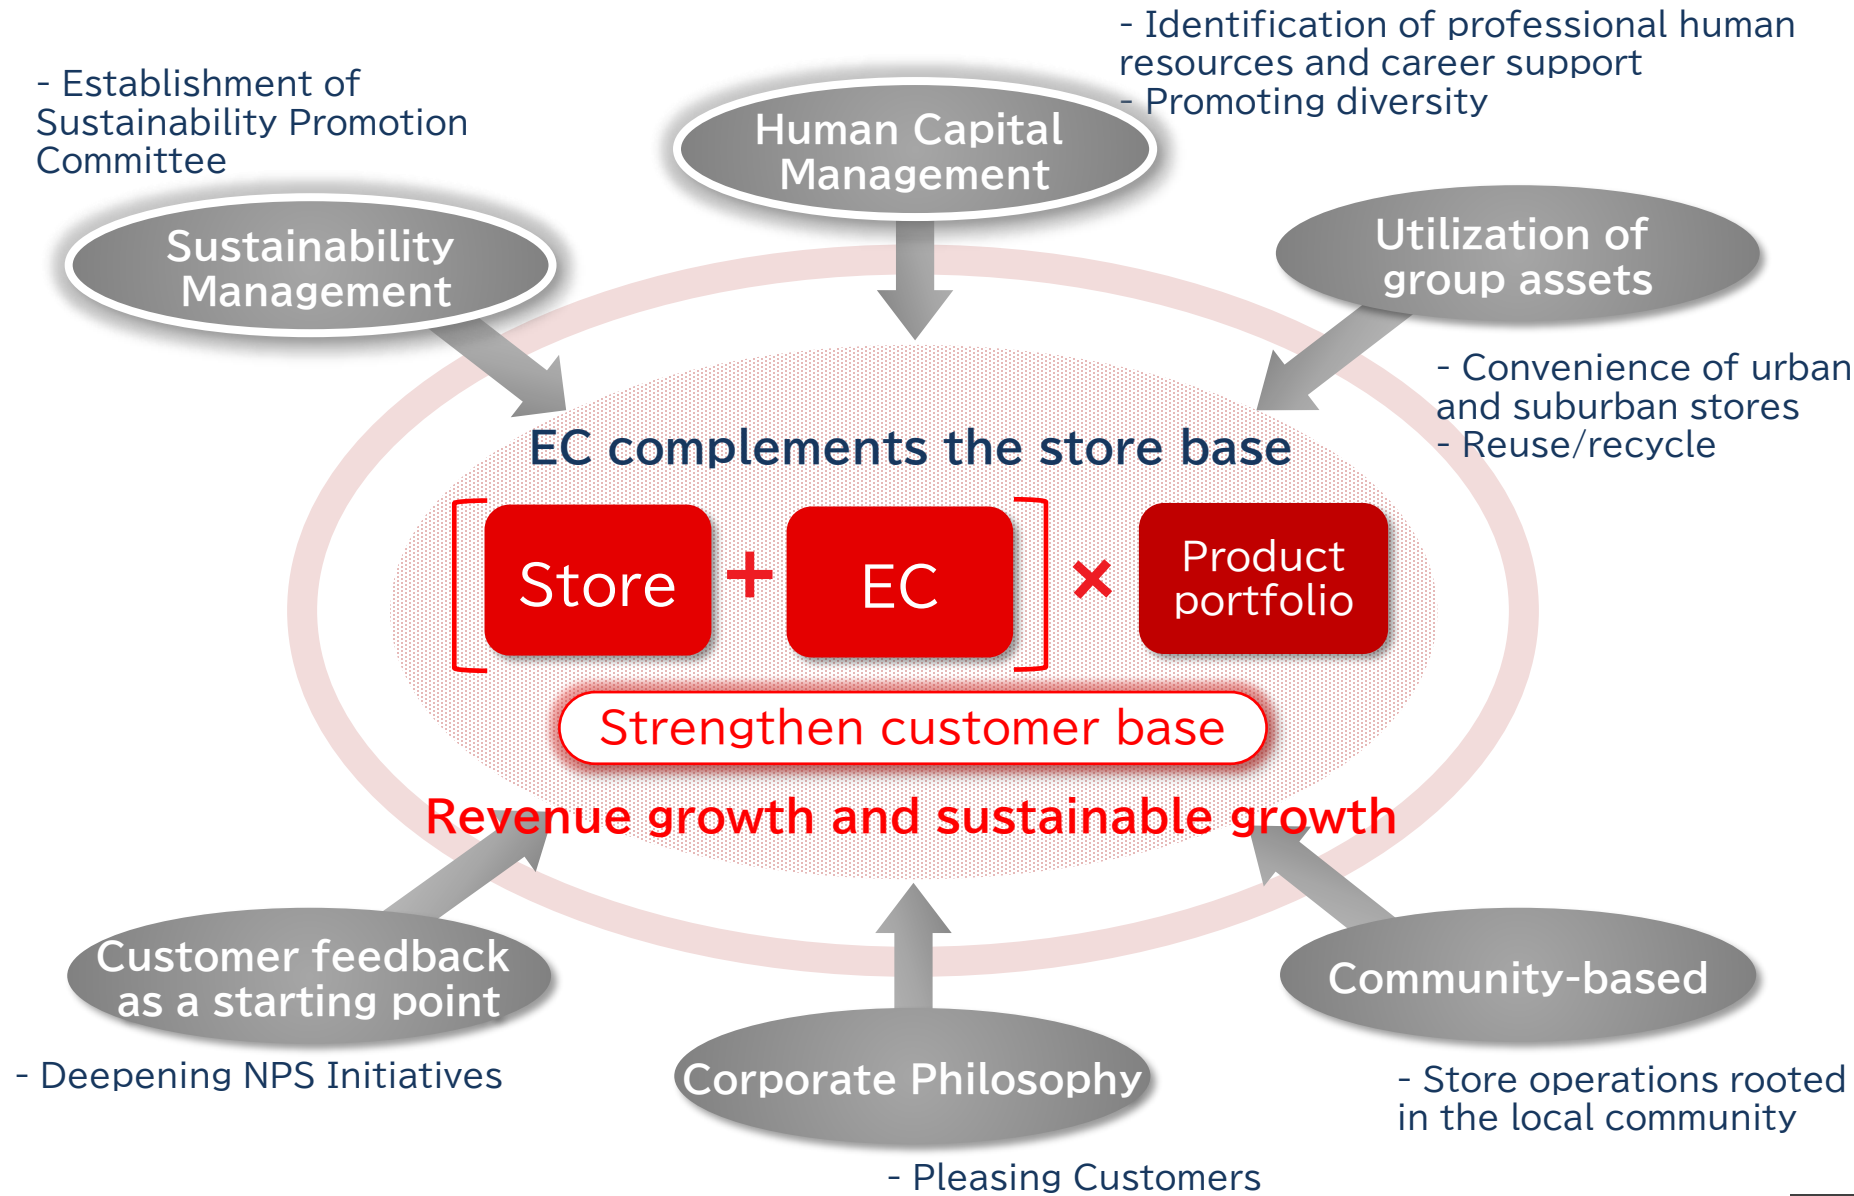 - Identification of professional human
resources and career support
- Promoting diversity
- Establishment of
Sustainability Promotion
Committee
Human Capital
Management
Sustainability
Management
Utilization of
group assets
- Convenience of urban
and suburban stores
- Reuse/recycle
EC complements the store base
[Store + EC] × Product
portfolio
Strengthen customer base
Revenue growth and sustainable growth
Customer feedback
as a starting point
- Deepening NPS Initiatives
Corporate Philosophy
- Pleasing Customers
Community-based
- Store operations rooted
in the local community